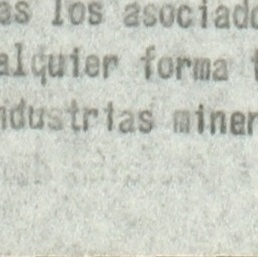 as los asociado
alquier forma
ndustrias miner